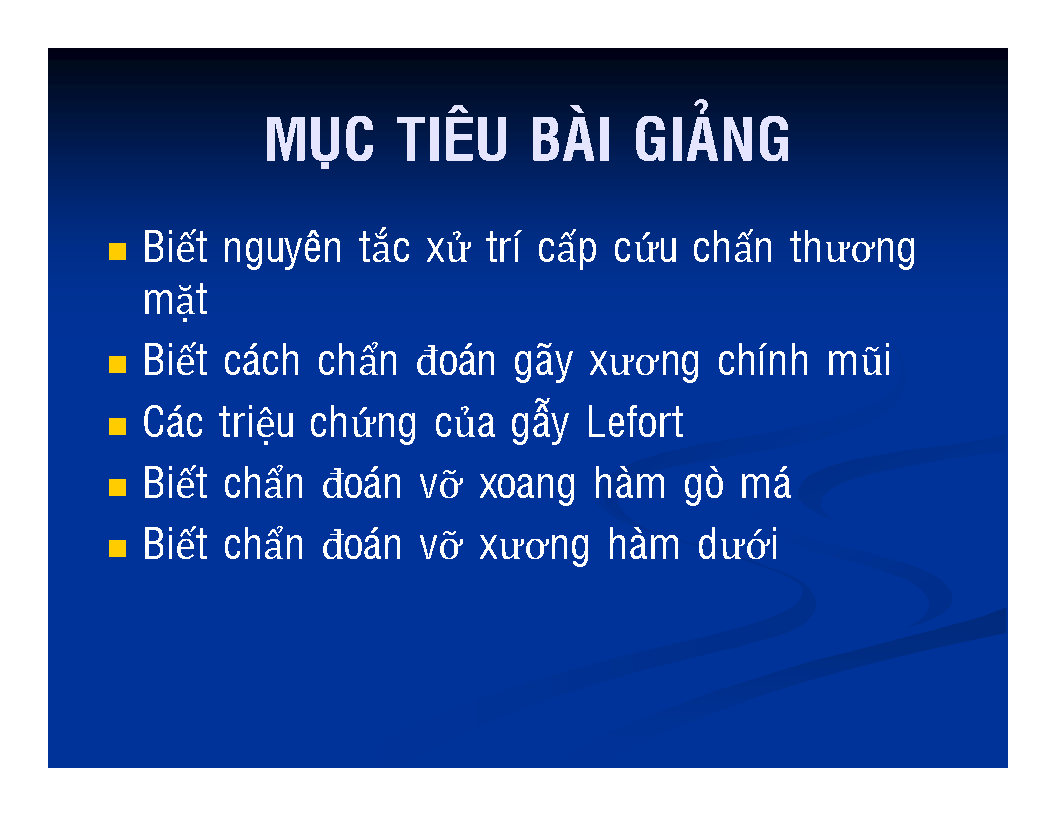 MỤC TIÊU BÀI GIẢNG
Biết nguyên tắc xử trí cấp cứu chấn thương
mặt
Biết cách chẩn đoán gãy xương chính mũi
Các triệu chứng của gẫy Lefort
Biết chẩn đoán vỡ xoang hàm gò má
Biết chẩn đoán vỡ xương hàm dưới